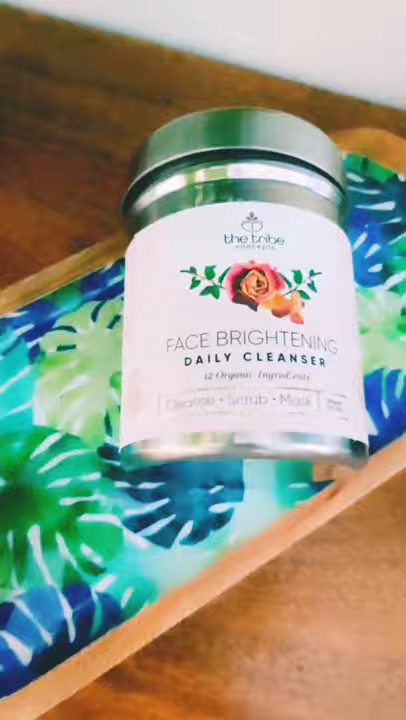 the tribe
concepts
FACE BRIGHTENING
DAILY CLEANSER
12 Organic Ingredients
Cleanse • Scrub • Mask